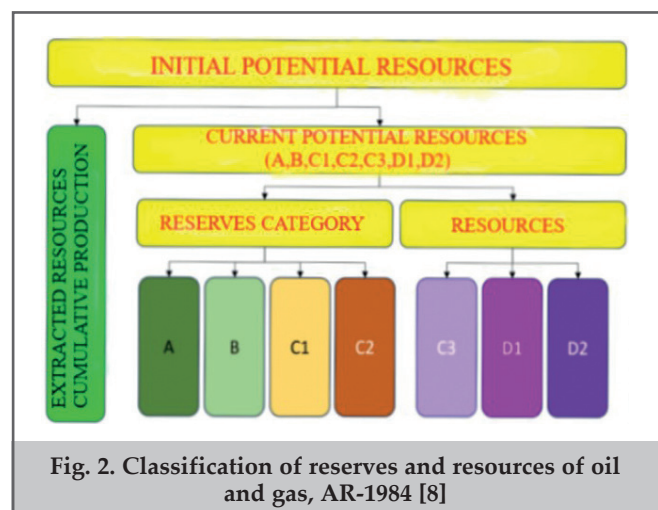 INITIAL POTENTIAL RESOURCES
EXTRACTED RESOURCES
CUMULATIVE PRODUCTION
CURRENT POTENTIAL RESOURCES
(A,B,C1,C2,C3,D1,D2)
RESERVES CATEGORY
RESOURCES
A
B
C1
C2
C3
D1
D2
Fig. 2. Classification of reserves and resources of oil
and gas, AR-1984 [8]